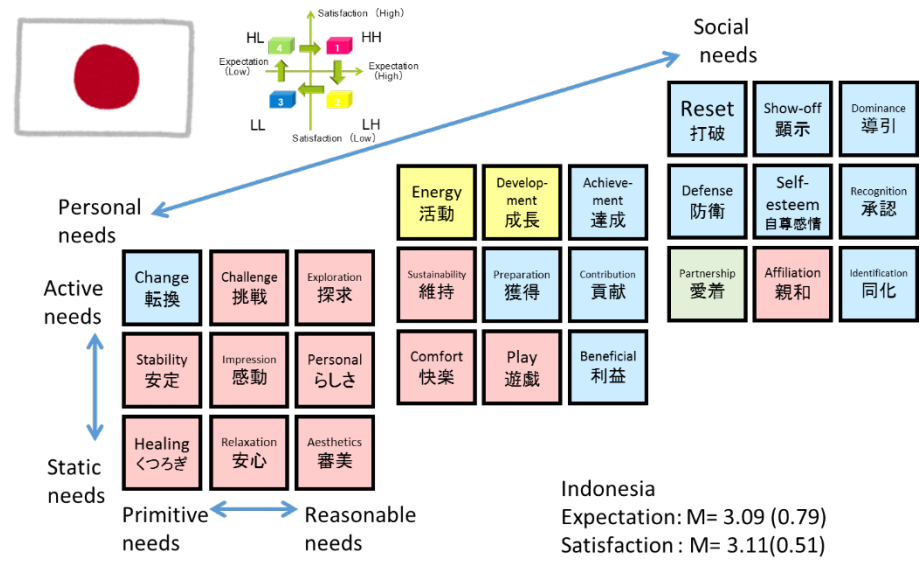 Satisfaction (High)
HL
HH
4
1
Expectation
(Low)
Expectation
(High)
3
2
LL
LH
Satisfaction (Low)
Social
needs
Reset
打破
Show-off
顕示
Dominance
導引
Defense
防衛
Self-
esteem
自尊感情
Recognition
承認
Partnership
愛着
Affiliation
親和
Identification
同化
Energy
活動
Develop-
ment
成長
Achieve-
ment
達成
Sustainability
維持
Preparation
獲得
Contribution
貢献
Comfort
快楽
Play
遊戯
Beneficial
利益
Personal
needs
Active
needs
Change
転換
Challenge
挑戦
Exploration
探求
Stability
安定
Impression
感動
Personal
らしさ
Healing
くつろぎ
Relaxation
安心
Aesthetics
審美
Static
needs
Primitive
needs
Reasonable
needs
Indonesia
Expectation: M= 3.09 (0.79)
Satisfaction : M= 3.11(0.51)